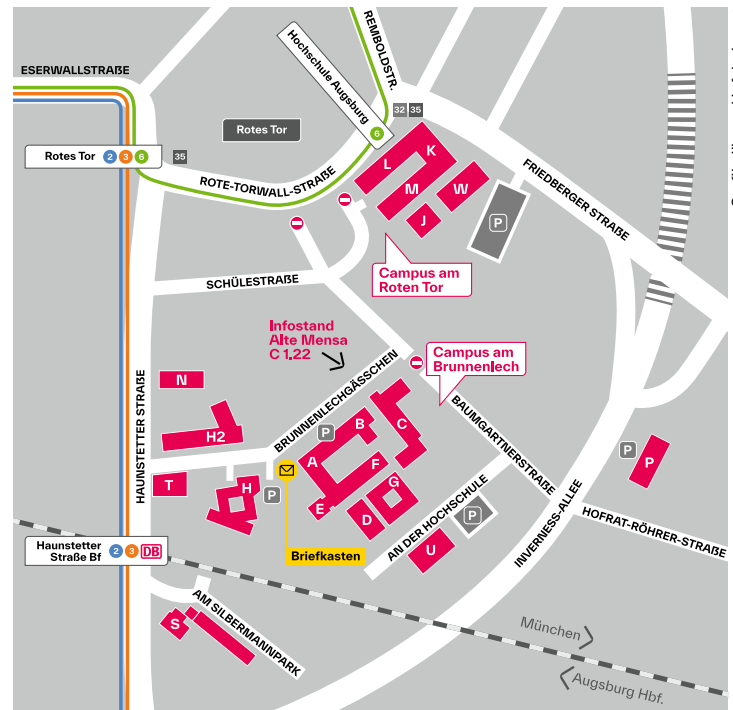 ESERWALLSTRAßE
REMBOLDSTR.
Hochschule Augsburg
6
32 35
Rotes Tor
Rotes Tor 2 3 6
35
ROTE-TORWALL-STRAßE
L
K
M
W
J
P
FRIEDBERGER STRAßE
Campus am
Roten Tor
SCHÜLESTRAßE
Infostand
Alte Mensa
C 1.22
Campus am
Brunnenlech
HAUNSTETTER STRAßE
N
H2
BRUNNENLECHGÄSSCHEN
P
B
C
A
F
E
G
D
BAUMGARTNERSTRAßE
P
P
T
H
P
AN DER HOCHSCHULE
P
U
INVERNESS-ALLEE
HOFRAT-RÖHRER-STRAßE
Briefkasten
Haunstetter
Straße Bf 2 3 DB
AM SILBERMANNPARK
S
München
Augsburg Hbf.